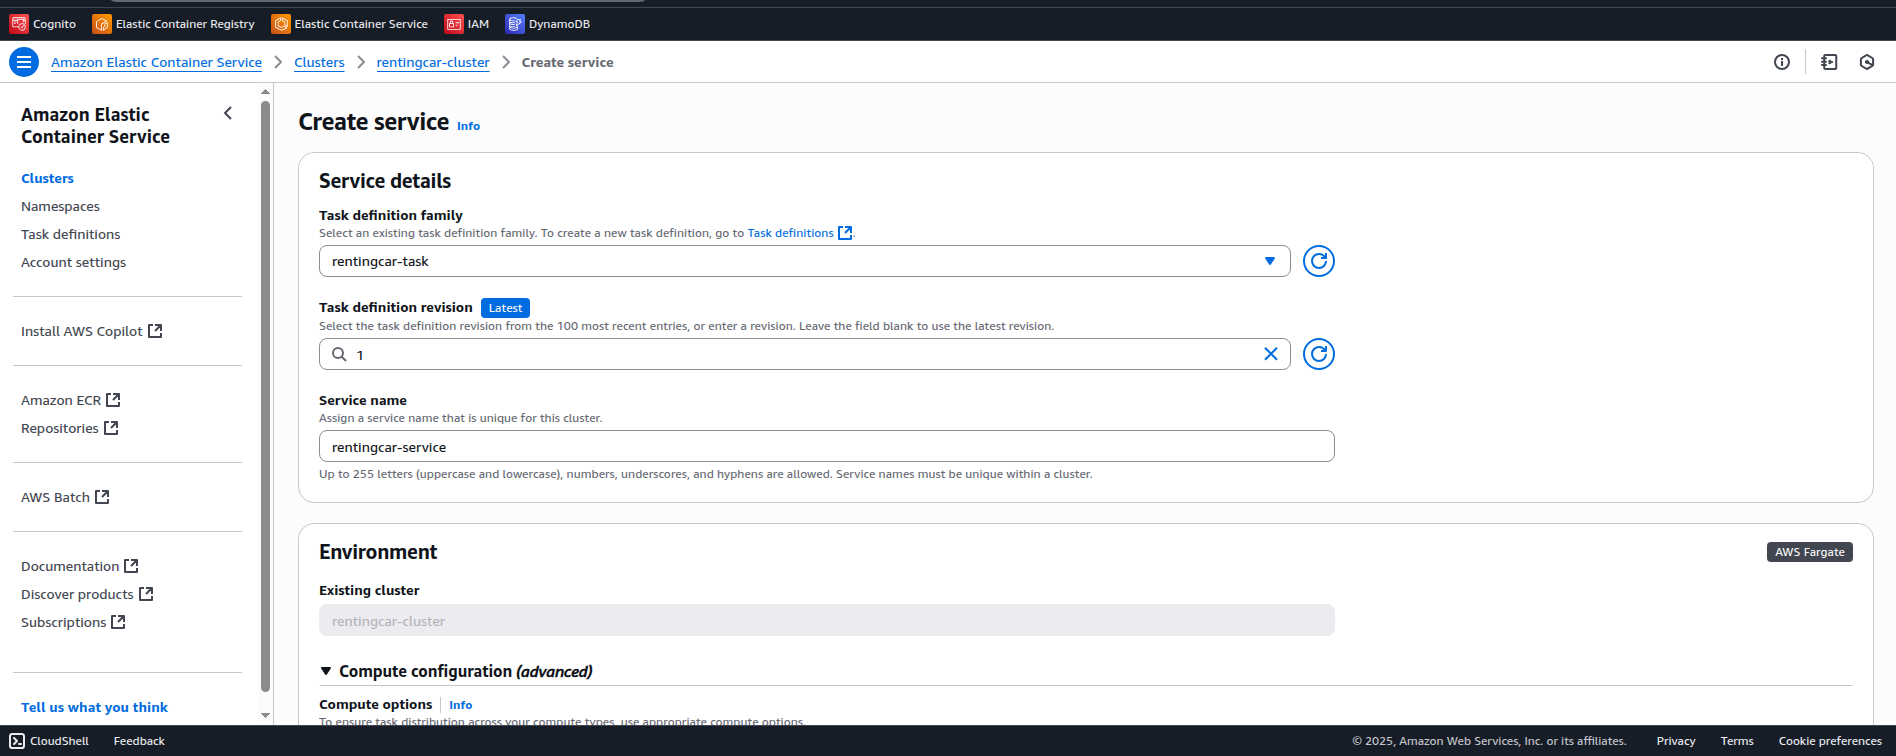 Cognito Elastic Container Registry Elastic Container Service IAM DynamoDB
Amazon Elastic Container Service Clusters rentingcar-cluster Create service
Amazon Elastic
Container Service
Clusters
Namespaces
Task definitions
Account settings
Install AWS Copilot
Amazon ECR
Repositories
AWS Batch
Documentation
Discover products
Subscriptions
Tell us what you think
Create service Info
Service details
Task definition family
Select an existing task definition family. To create a new task definition, go to Task definitions .
rentingcar-task
Task definition revision Latest
Select the task definition revision from the 100 most recent entries, or enter a revision. Leave the field blank to use the latest revision.
1
Service name
Assign a service name that is unique for this cluster.
rentingcar-service
Up to 255 letters (uppercase and lowercase), numbers, underscores, and hyphens are allowed. Service names must be unique within a cluster.
Environment AWS Fargate
Existing cluster
rentingcar-cluster
Compute configuration (advanced)
Compute options Info
To ensure task distribution across your compute types, use appropriate compute options.
CloudShell Feedback © 2025, Amazon Web Services, Inc. or its affiliates. Privacy Terms Cookie preferences